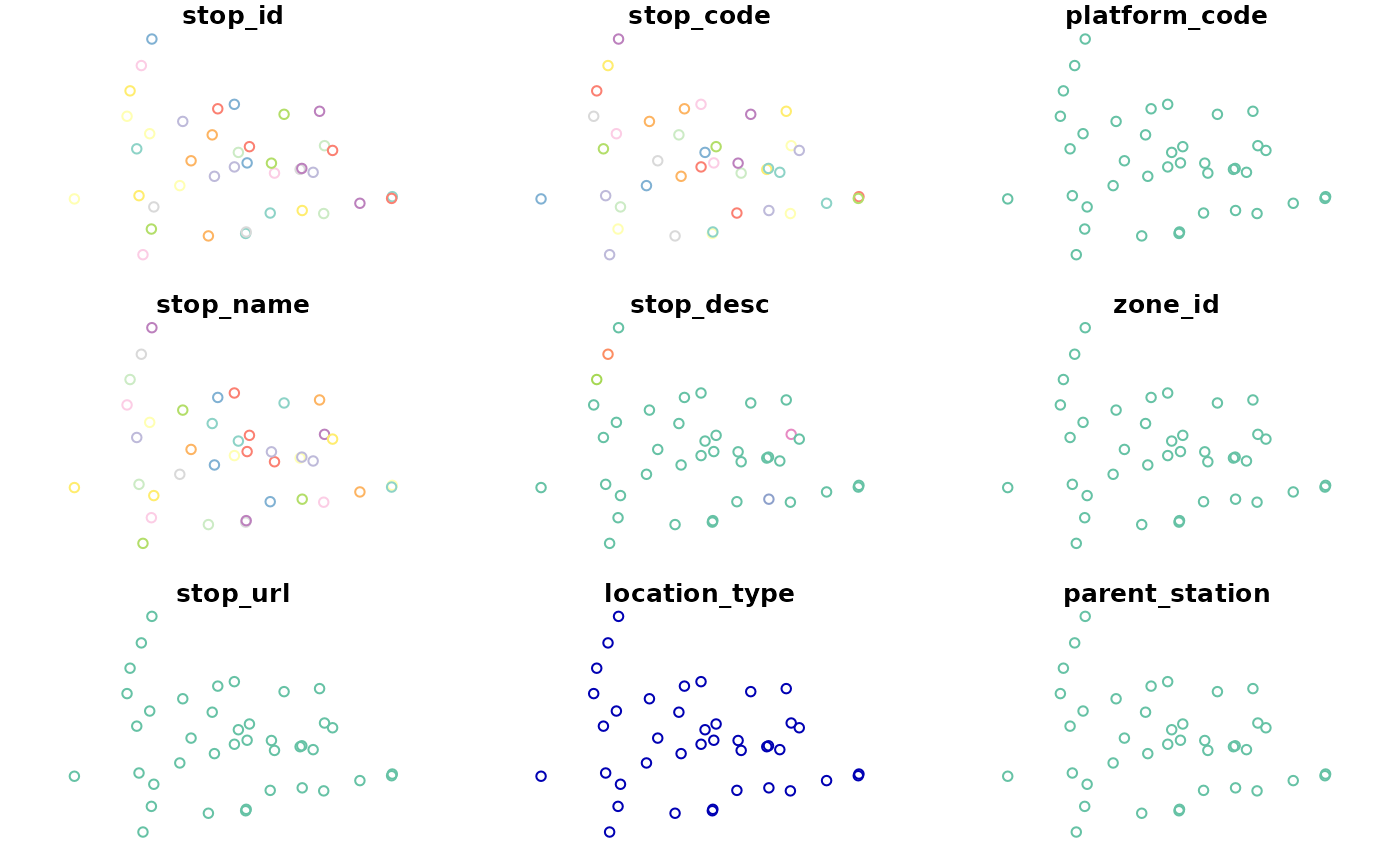 stop_id stop_code platform_code
stop_name stop_desc zone_id
stop_url location_type parent_station